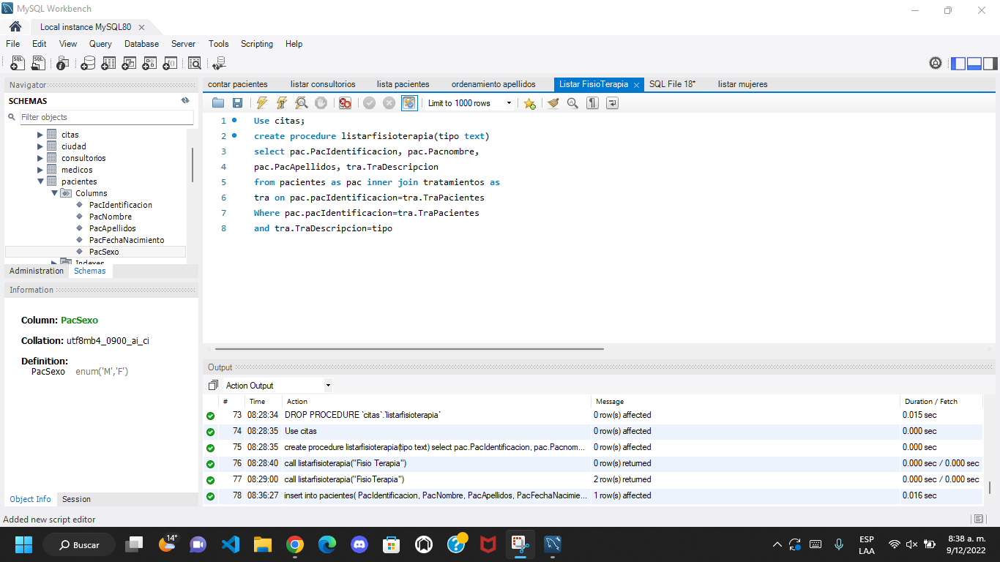 MySQL Workbench
Local instance MySQL80
File Edit View Query Database Server Tools Scripting Help
Navigator
SCHEMAS
Filter objects
citas
ciudad
consultorios
medicos
pacientes
Columns
PacIdentificacion
PacNombre
PacApellidos
PacFechaNacimiento
PacSexo
Indexes
Administration Schemas
Information
Column: PacSexo
Collation: utf8mb4_0900_ai_ci
Definition:
PacSexo enum('M','F')
Object Info Session
contar pacientes listar consultorios lista pacientes ordenamiento apellidos Listar FisioTerapia SQL File 18* listar mujeres
Limit to 1000 rows
1 Use citas;
2 create procedure listarfisioterapia(tipo text)
3 select pac.PacIdentificacion, pac.Pacnombre,
4 pac.PacApellidos, tra.TraDescripcion
5 from pacientes as pac inner join tratamientos as
6 tra on pac.pacIdentificacion=tra.TraPacientes
7 Where pac.pacIdentificacion=tra.TraPacientes
8 and tra.TraDescripcion=tipo
Output
Action Output
# Time Action Message Duration / Fetch
73 08:28:34 DROP PROCEDURE `citas`.`listarfisioterapia` 0 row(s) affected 0.015 sec
74 08:28:35 Use citas 0 row(s) affected 0.000 sec
75 08:28:35 create procedure listarfisioterapia(tipo text) select pac.PacIdentificacion, pac.Pacnom... 0 row(s) affected 0.000 sec
76 08:28:40 call listarfisioterapia("Fisio Terapia") 0 row(s) returned 0.000 sec / 0.000 sec
77 08:29:00 call listarfisioterapia("FisioTerapia") 2 row(s) returned 0.000 sec / 0.000 sec
78 08:36:27 insert into pacientes( PacIdentificacion, PacNombre, PacApellidos, PacFechaNacimie... 1 row(s) affected 0.016 sec
Added new script editor
Buscar
14°
ESP
LAA
8:38 a. m.
9/12/2022